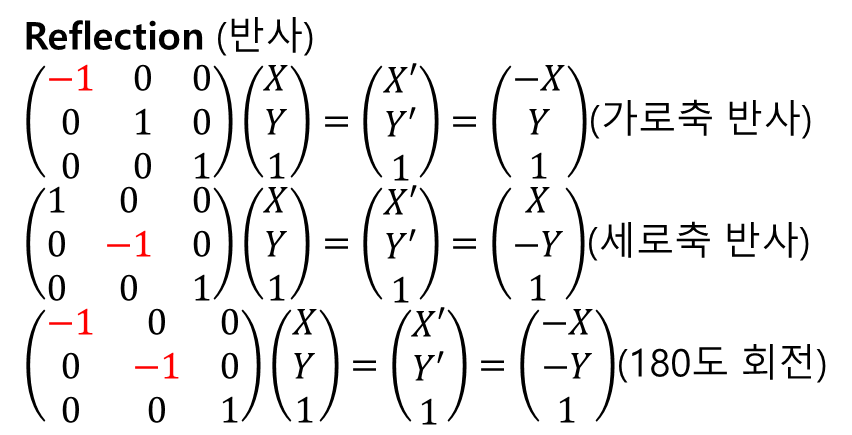 Reflection (반사)
(−1 0 0; 0 1 0; 0 0 1)(X; Y; 1) = (X′; Y′; 1) = (−X; Y; 1)(가로축 반사)
(1 0 0; 0 −1 0; 0 0 1)(X; Y; 1) = (X′; Y′; 1) = (X; −Y; 1)(세로축 반사)
(−1 0 0; 0 −1 0; 0 0 1)(X; Y; 1) = (X′; Y′; 1) = (−X; −Y; 1)(180도 회전)